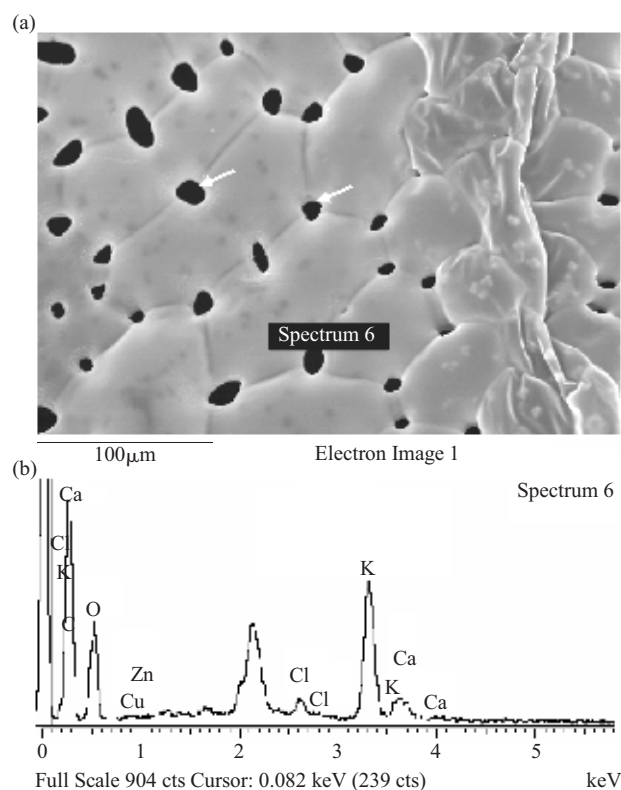 (a)
Spectrum 6
100µm Electron Image 1
(b)
Spectrum 6
Ca
Cl
K
C
O
Zn
Cu
Cl
Cl
K
Ca
K
Ca
0 1 2 3 4 5
Full Scale 904 cts Cursor: 0.082 keV (239 cts) keV